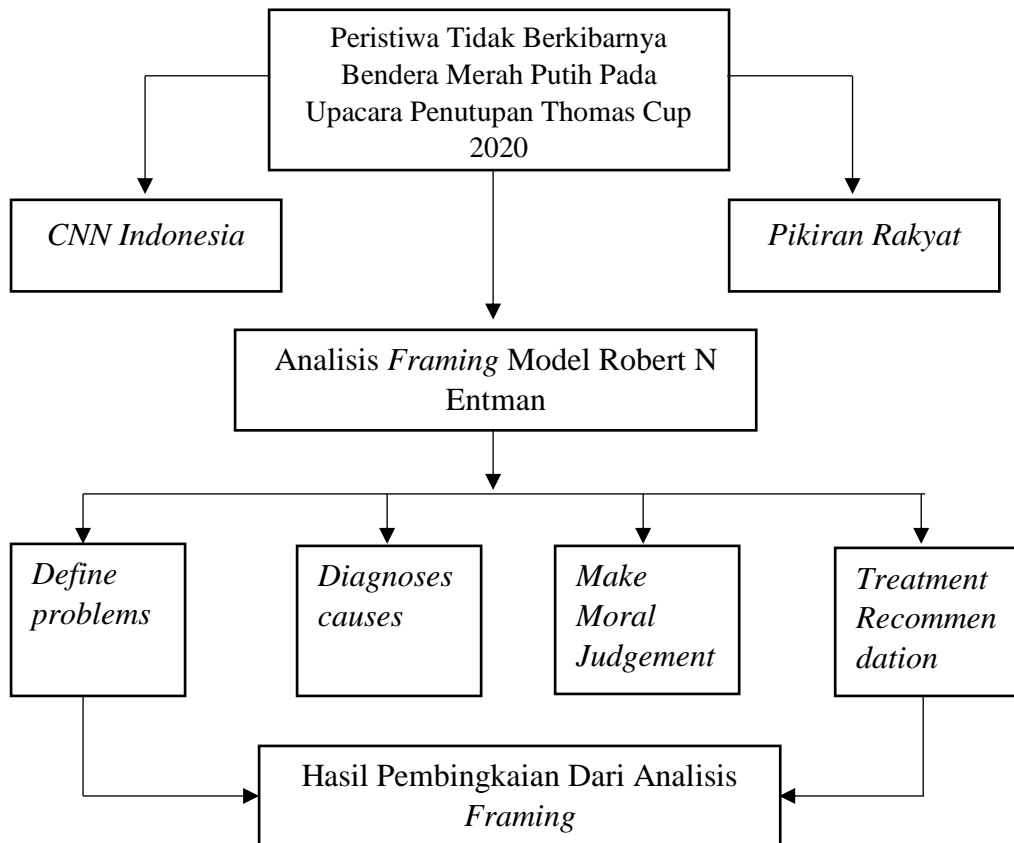 Peristiwa Tidak Berkibarnya
Bendera Merah Putih Pada
Upacara Penutupan Thomas Cup
2020
CNN Indonesia
Pikiran Rakyat
Analisis Framing Model Robert N
Entman
Define
problems
Diagnoses
causes
Make
Moral
Judgement
Treatment
Recommen
dation
Hasil Pembingkaian Dari Analisis
Framing